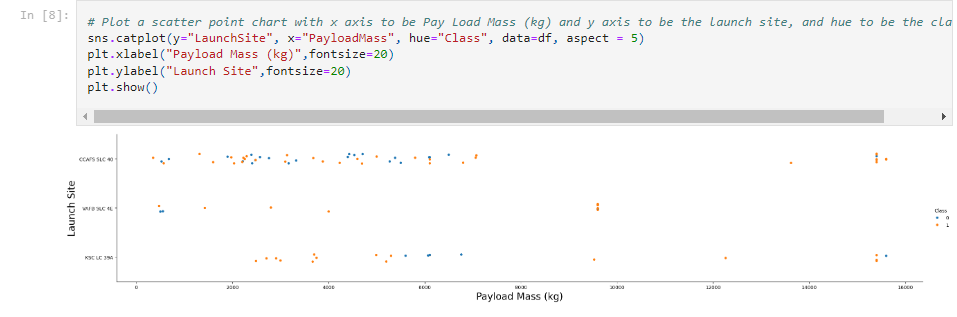 In [8]:
# Plot a scatter point chart with x axis to be Pay Load Mass (kg) and y axis to be the launch site, and hue to be the cla
sns.catplot(y="LaunchSite", x="PayloadMass", hue="Class", data=df, aspect = 5)
plt.xlabel("Payload Mass (kg)",fontsize=20)
plt.ylabel("Launch Site",fontsize=20)
plt.show()
CCAFS SLC 40
Launch Site
VAFB SLC 4E
KSC LC 39A
Class
0
1
0 2000 4000 6000 8000 10000 12000 14000 16000
Payload Mass (kg)